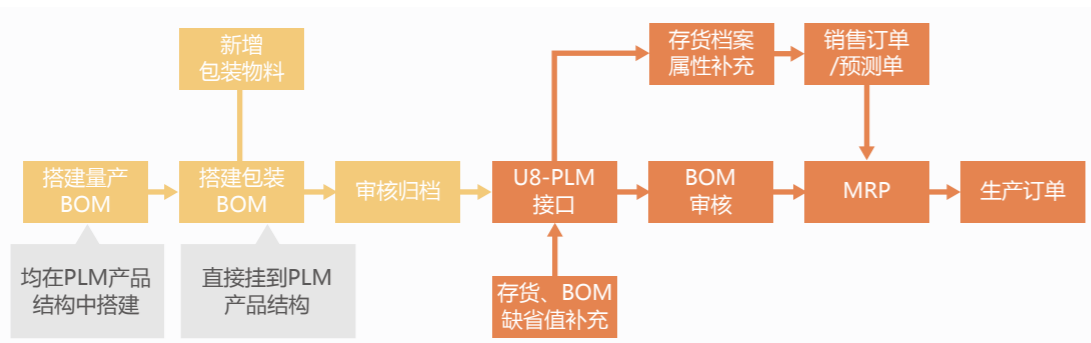 新增
包装物料
存货档案
属性补充
销售订单
/预测单
搭建量产
BOM
搭建包装
BOM
审核归档
U8-PLM
接口
BOM
审核
MRP
生产订单
均在PLM产品
结构中搭建
直接挂到PLM
产品结构
存货、BOM
缺省值补充